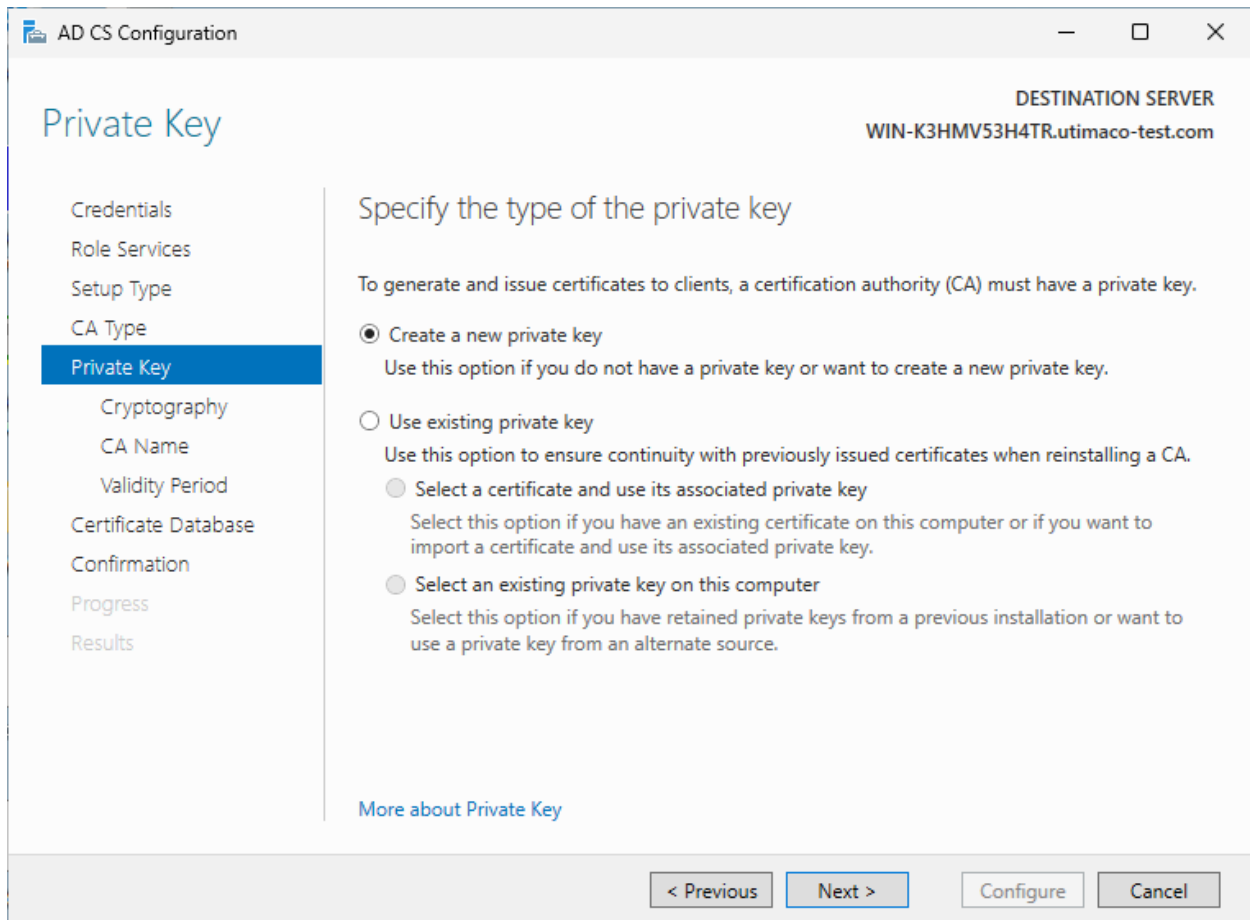 AD CS Configuration
Private Key
DESTINATION SERVER
WIN-K3HMV53H4TR.utimaco-test.com
Credentials
Role Services
Setup Type
CA Type
Private Key
Cryptography
CA Name
Validity Period
Certificate Database
Confirmation
Progress
Results
Specify the type of the private key
To generate and issue certificates to clients, a certification authority (CA) must have a private key.
Create a new private key
Use this option if you do not have a private key or want to create a new private key.
Use existing private key
Use this option to ensure continuity with previously issued certificates when reinstalling a CA.
Select a certificate and use its associated private key
Select this option if you have an existing certificate on this computer or if you want to
import a certificate and use its associated private key.
Select an existing private key on this computer
Select this option if you have retained private keys from a previous installation or want to
use a private key from an alternate source.
More about Private Key
< Previous
Next >
Configure
Cancel